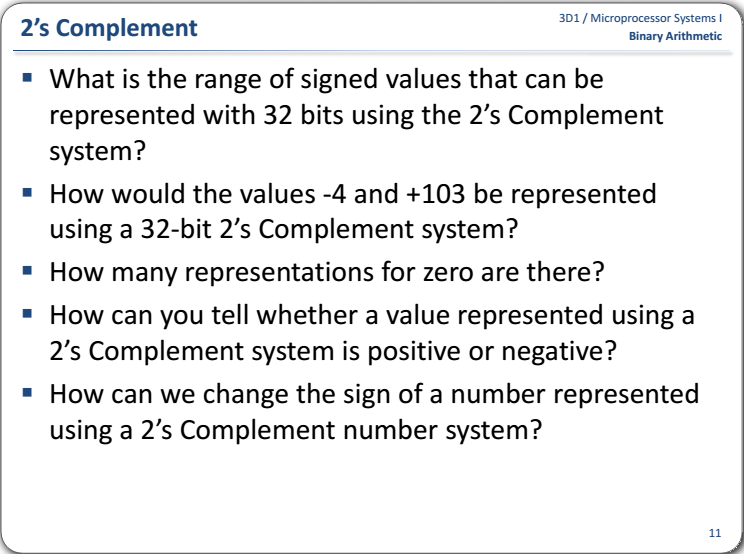 2’s Complement
3D1 / Microprocessor Systems I
Binary Arithmetic
▪ What is the range of signed values that can be
represented with 32 bits using the 2’s Complement
system?
▪ How would the values -4 and +103 be represented
using a 32-bit 2’s Complement system?
▪ How many representations for zero are there?
▪ How can you tell whether a value represented using a
2’s Complement system is positive or negative?
▪ How can we change the sign of a number represented
using a 2’s Complement number system?
11